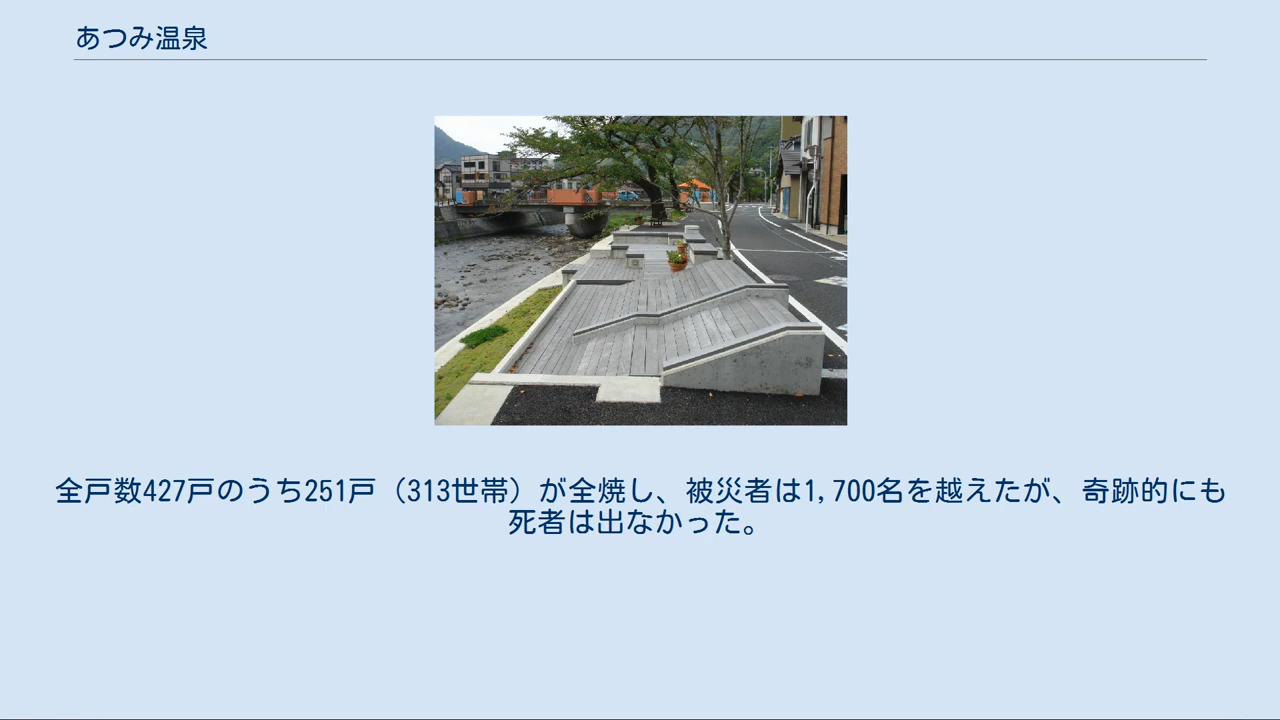 あつみ温泉
全戸数427戸のうち251戸（313世帯）が全焼し、被災者は1,700名を越えたが、奇跡的にも
死者は出なかった。